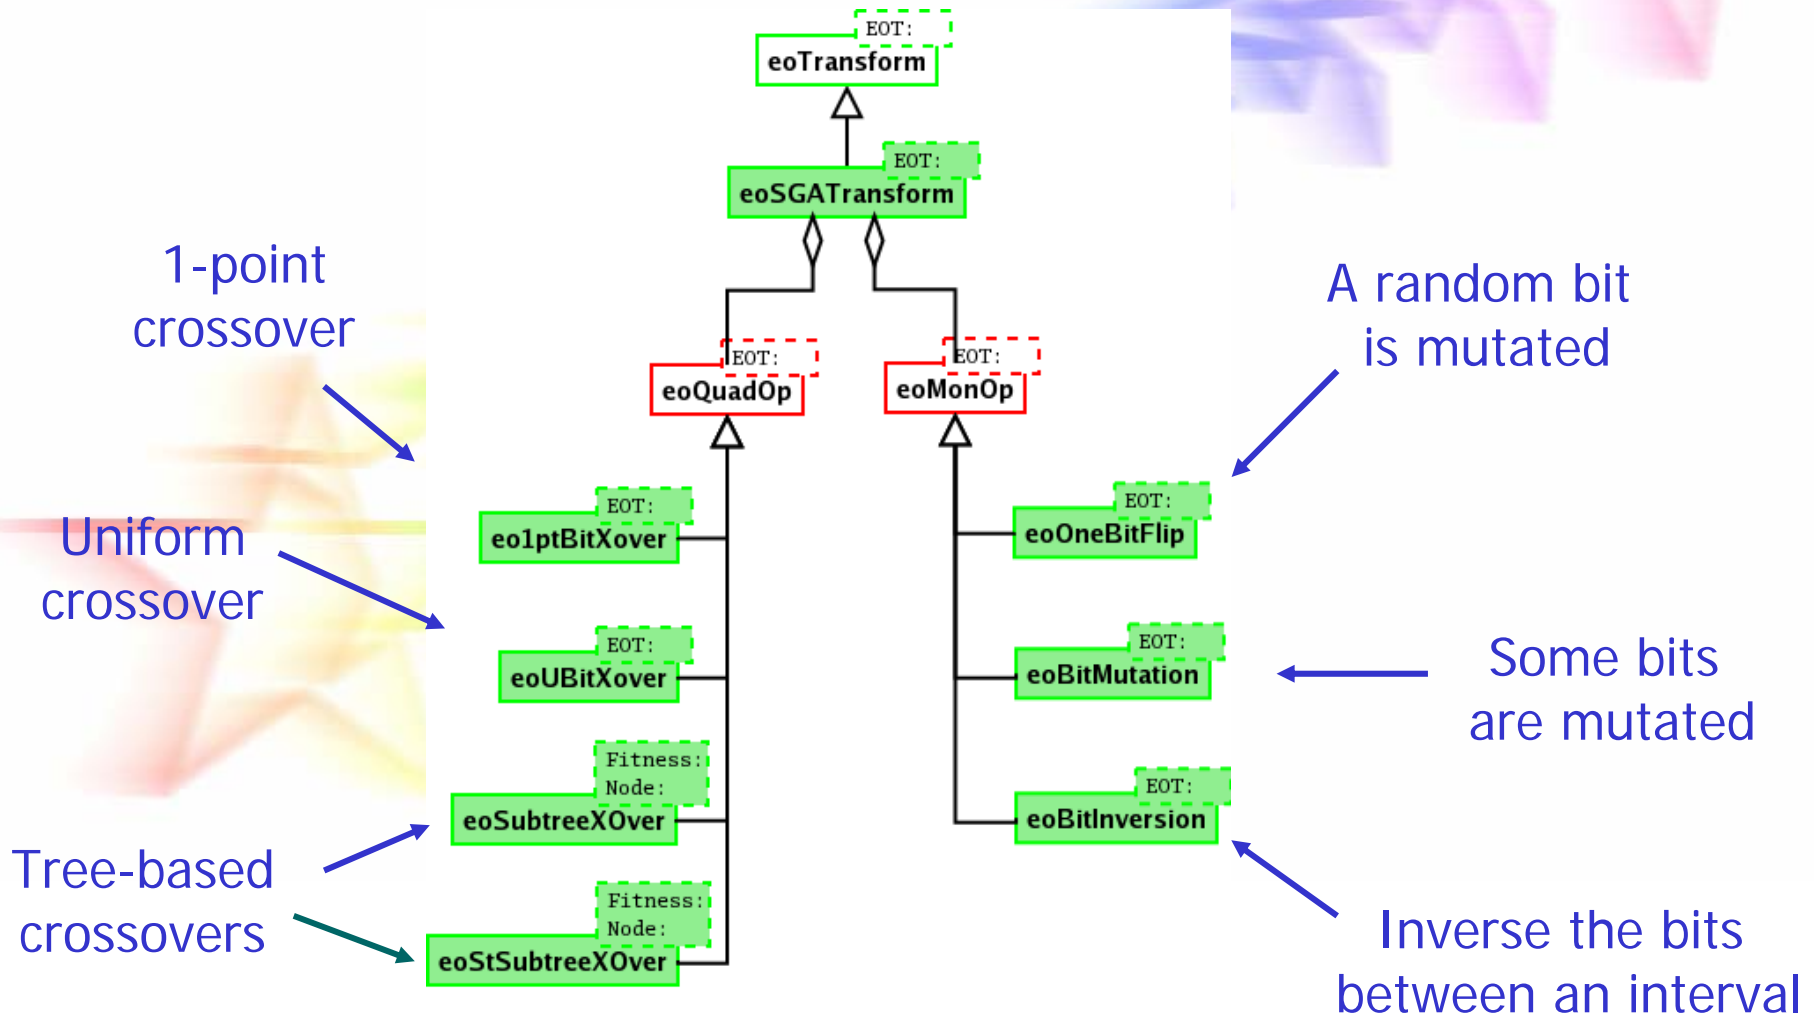 EOT:
eoTransform
EOT:
eoSGATransform
1-point
crossover
A random bit
is mutated
EOT:
eoQuadOp
EOT:
eoMonOp
EOT:
eo1ptBitXover
EOT:
eoOneBitFlip
Uniform
crossover
EOT:
eoUBitXover
EOT:
eoBitMutation
Some bits
are mutated
Fitness:
Node:
eoSubtreeXOver
EOT:
eoBitInversion
Tree-based
crossovers
Fitness:
Node:
eoStSubtreeXOver
Inverse the bits
between an interval